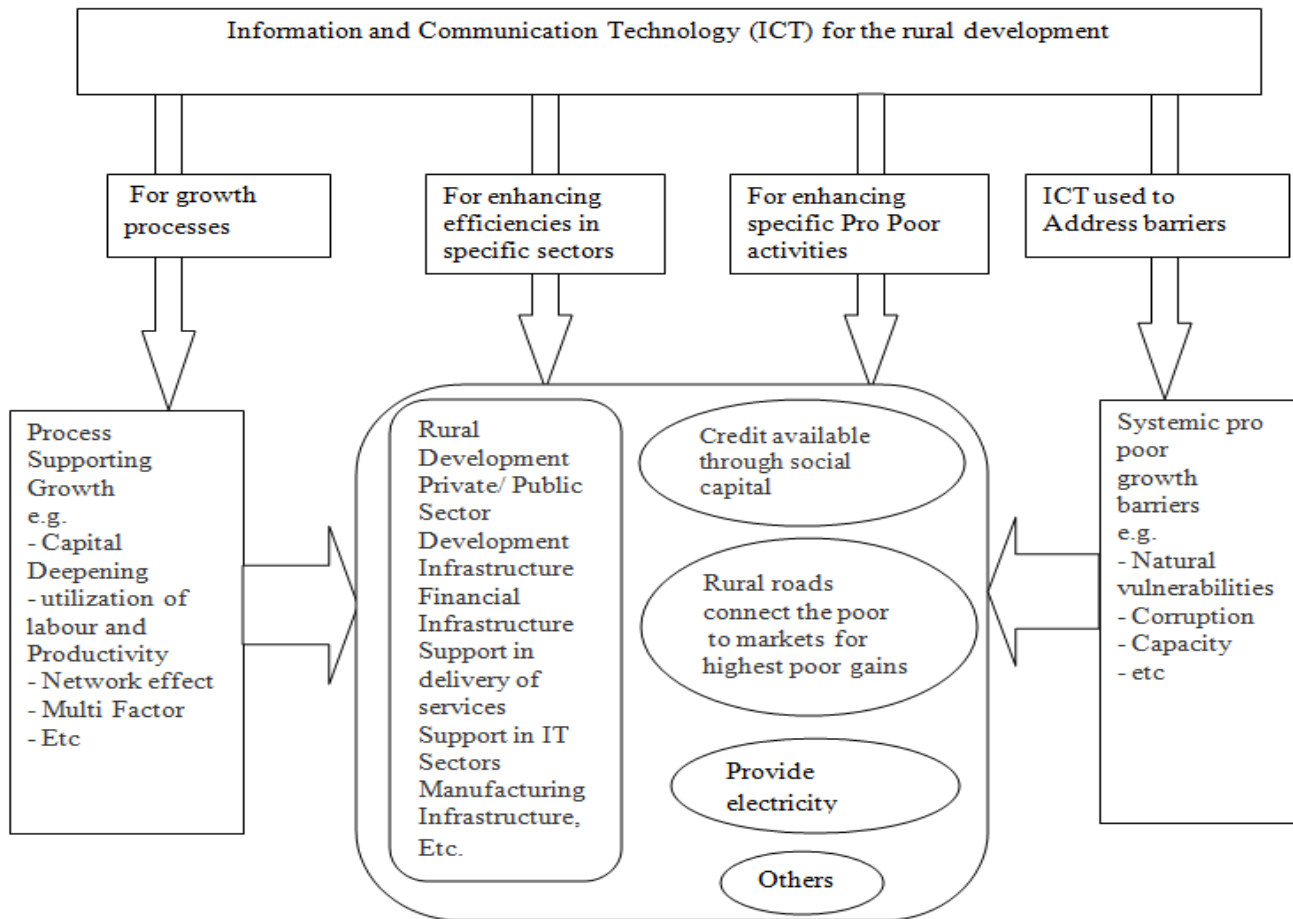 Information and Communication Technology (ICT) for the rural development
For growth
processes
For enhancing
efficiencies in
specific sectors
For enhancing
specific Pro Poor
activities
ICT used to
Address barriers
Process
Supporting
Growth
e.g.
- Capital
Deepening
- utilization of
labour and
Productivity
- Network effect
- Multi Factor
- Etc
Rural
Development
Private/ Public
Sector
Development
Infrastructure
Financial
Infrastructure
Support in
delivery of
services
Support in IT
Sectors
Manufacturing
Infrastructure,
Etc.
Credit available
through social
capital
Rural roads
connect the poor
to markets for
highest poor gains
Provide
electricity
Others
Systemic pro
poor
growth
barriers
e.g.
- Natural
vulnerabilities
- Corruption
- Capacity
- etc